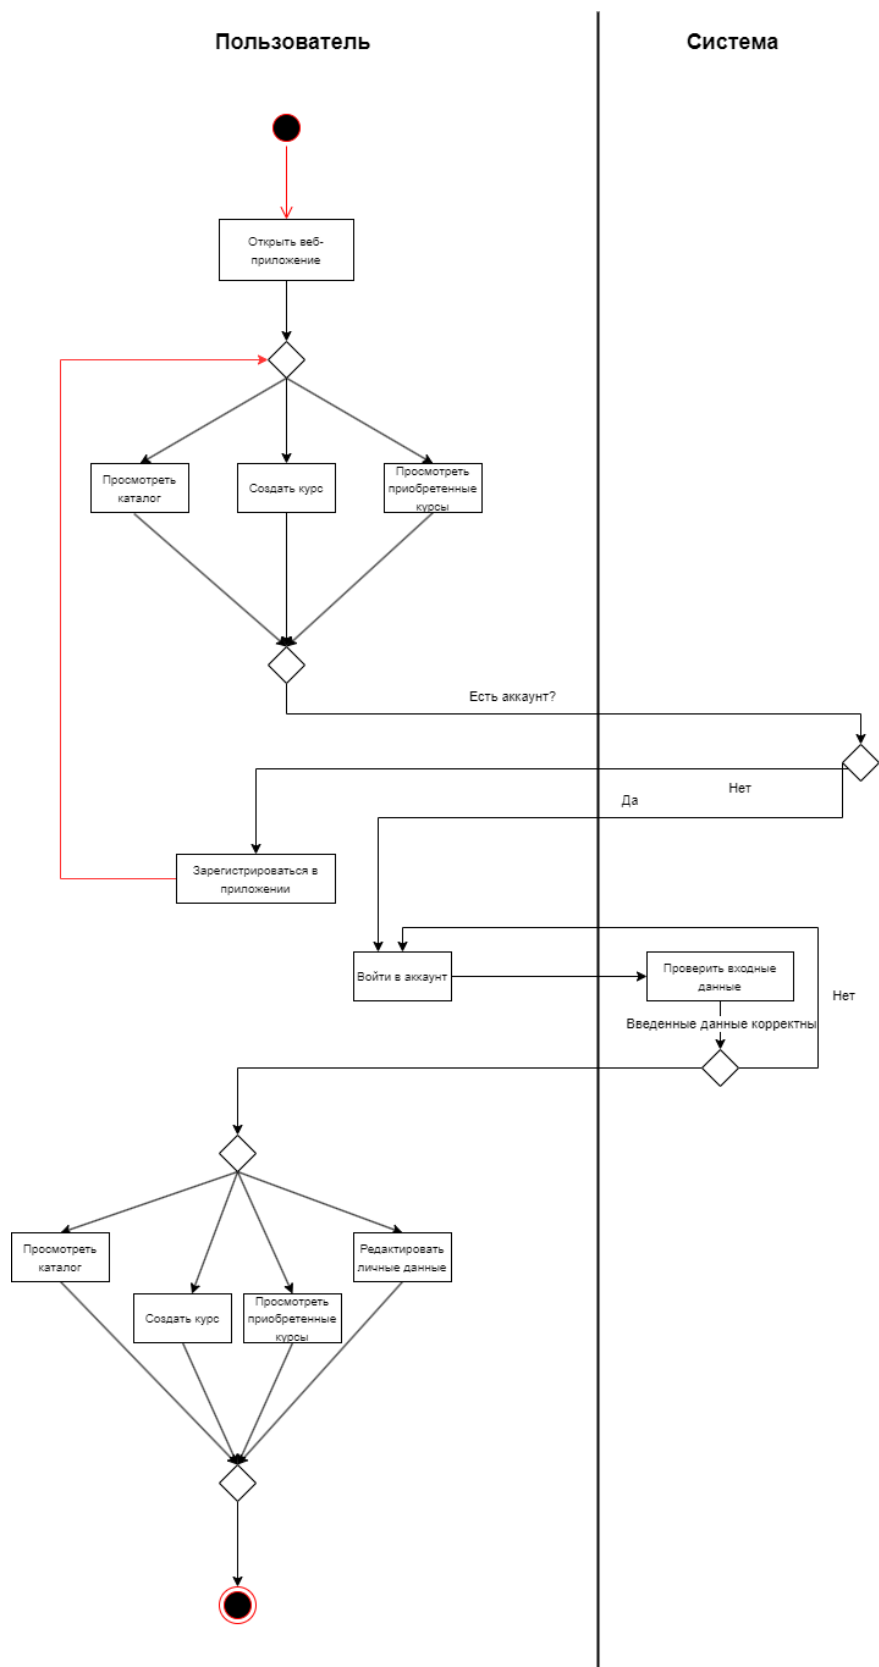 Пользователь
Система
Открыть веб-
приложение
Просмотреть
каталог
Создать курс
Просмотреть
приобретенные
курсы
Есть аккаунт?
Нет
Да
Зарегистрироваться в
приложении
Войти в аккаунт
Проверить входные
данные
Нет
Введенные данные корректны
Просмотреть
каталог
Создать курс
Просмотреть
приобретенные
курсы
Редактировать
личные данные